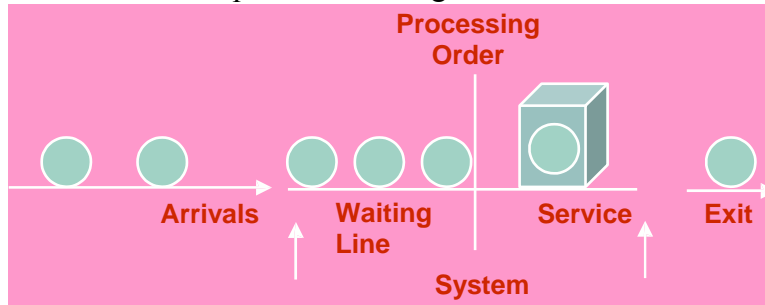 Processing
Order
Arrivals
Waiting
Line
Service
Exit
System